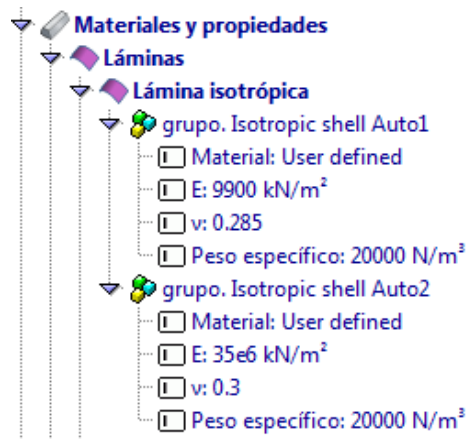 Materiales y propiedades
Láminas
Lámina isotrópica
grupo. Isotropic shell Auto1
Material: User defined
E: 9900 kN/m²
ν: 0.285
Peso específico: 20000 N/m³
grupo. Isotropic shell Auto2
Material: User defined
E: 35e6 kN/m²
ν: 0.3
Peso específico: 20000 N/m³